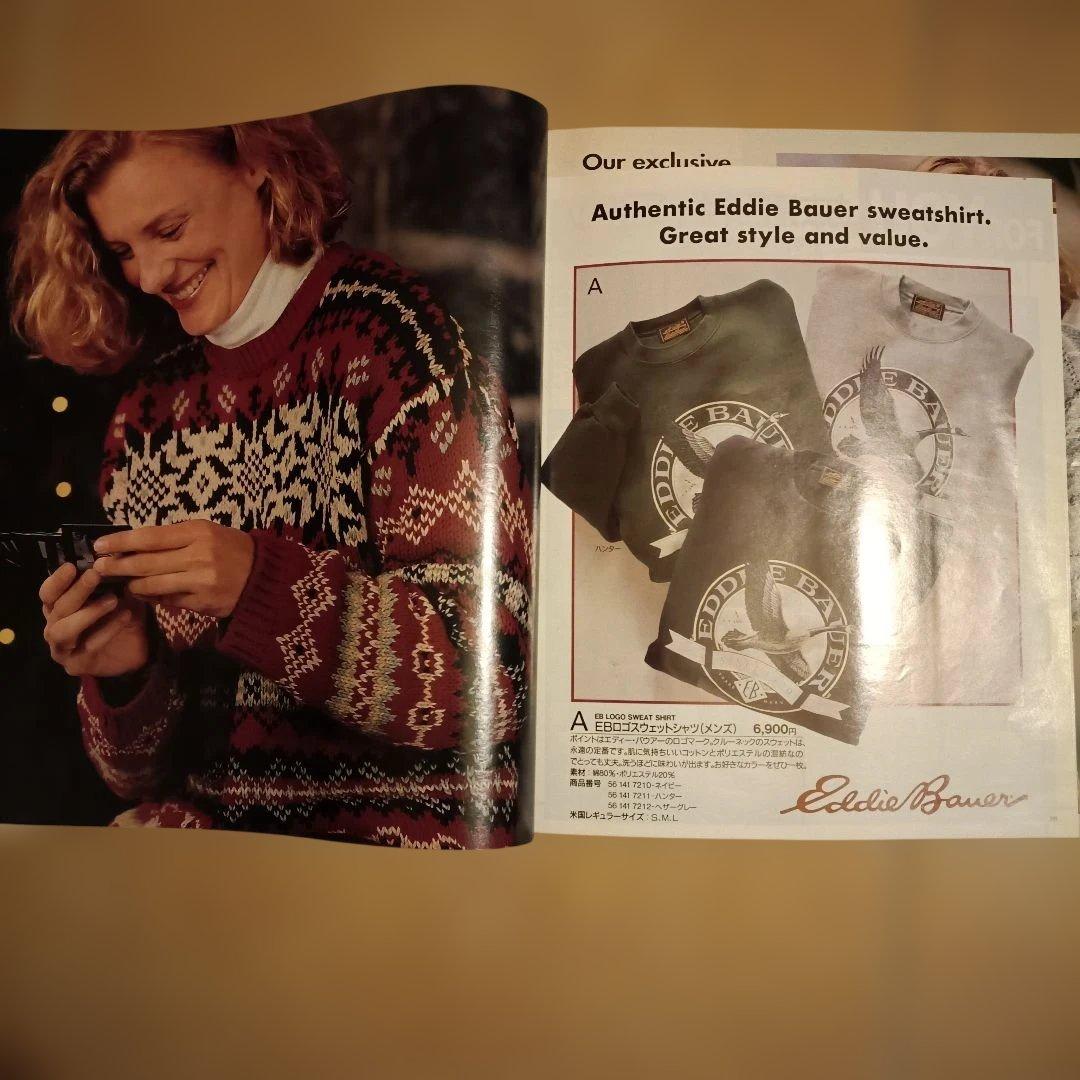 Our exclusive
Authentic Eddie Bauer sweatshirt.
Great style and value.
A
EDDIE BAUER
EDDIE BAUER
ハンター
EDDIE BAUER
EB
A EB LOGO SWEAT SHIRT
EBロゴスウェットシャツ(メンズ) 6,900円
ポイントはエディー・バウアーのロゴマーク。クルーネックのスウェットは、
永遠の定番です。肌に気持ちいいコットンとポリエステルの混紡なの
でとっても丈夫。洗うほどに味わいが出ます。お好きなカラーをぜひ一枚。
素材:綿80%・ポリエステル20%
商品番号 56 141 7210-ネイビー
56 141 7211-ハンター
56 141 7212-ヘザーグレー
米国レギュラーサイズ:S.M.L
Eddie Bauer